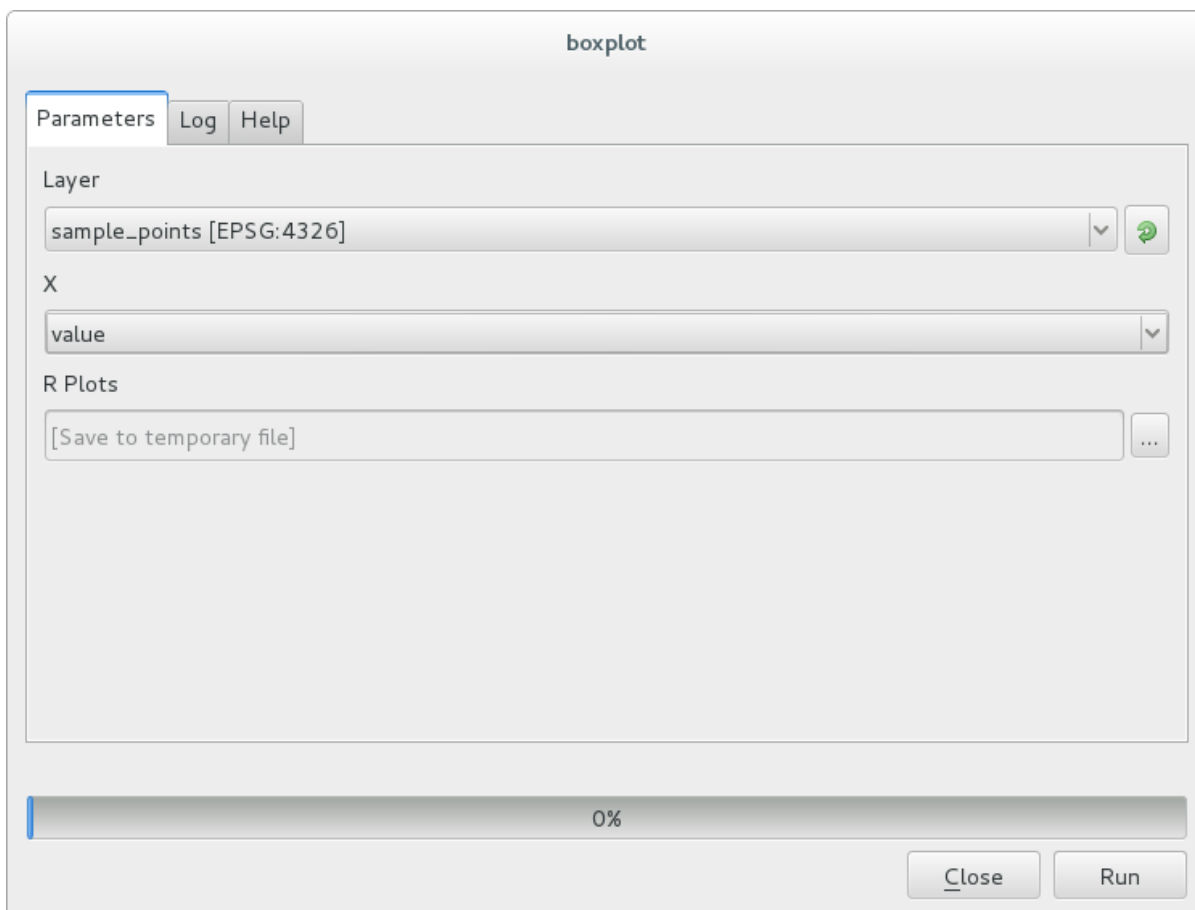 boxplot
Parameters Log Help
Layer
sample_points [EPSG:4326]
X
value
R Plots
[Save to temporary file] ...
0%
Close Run